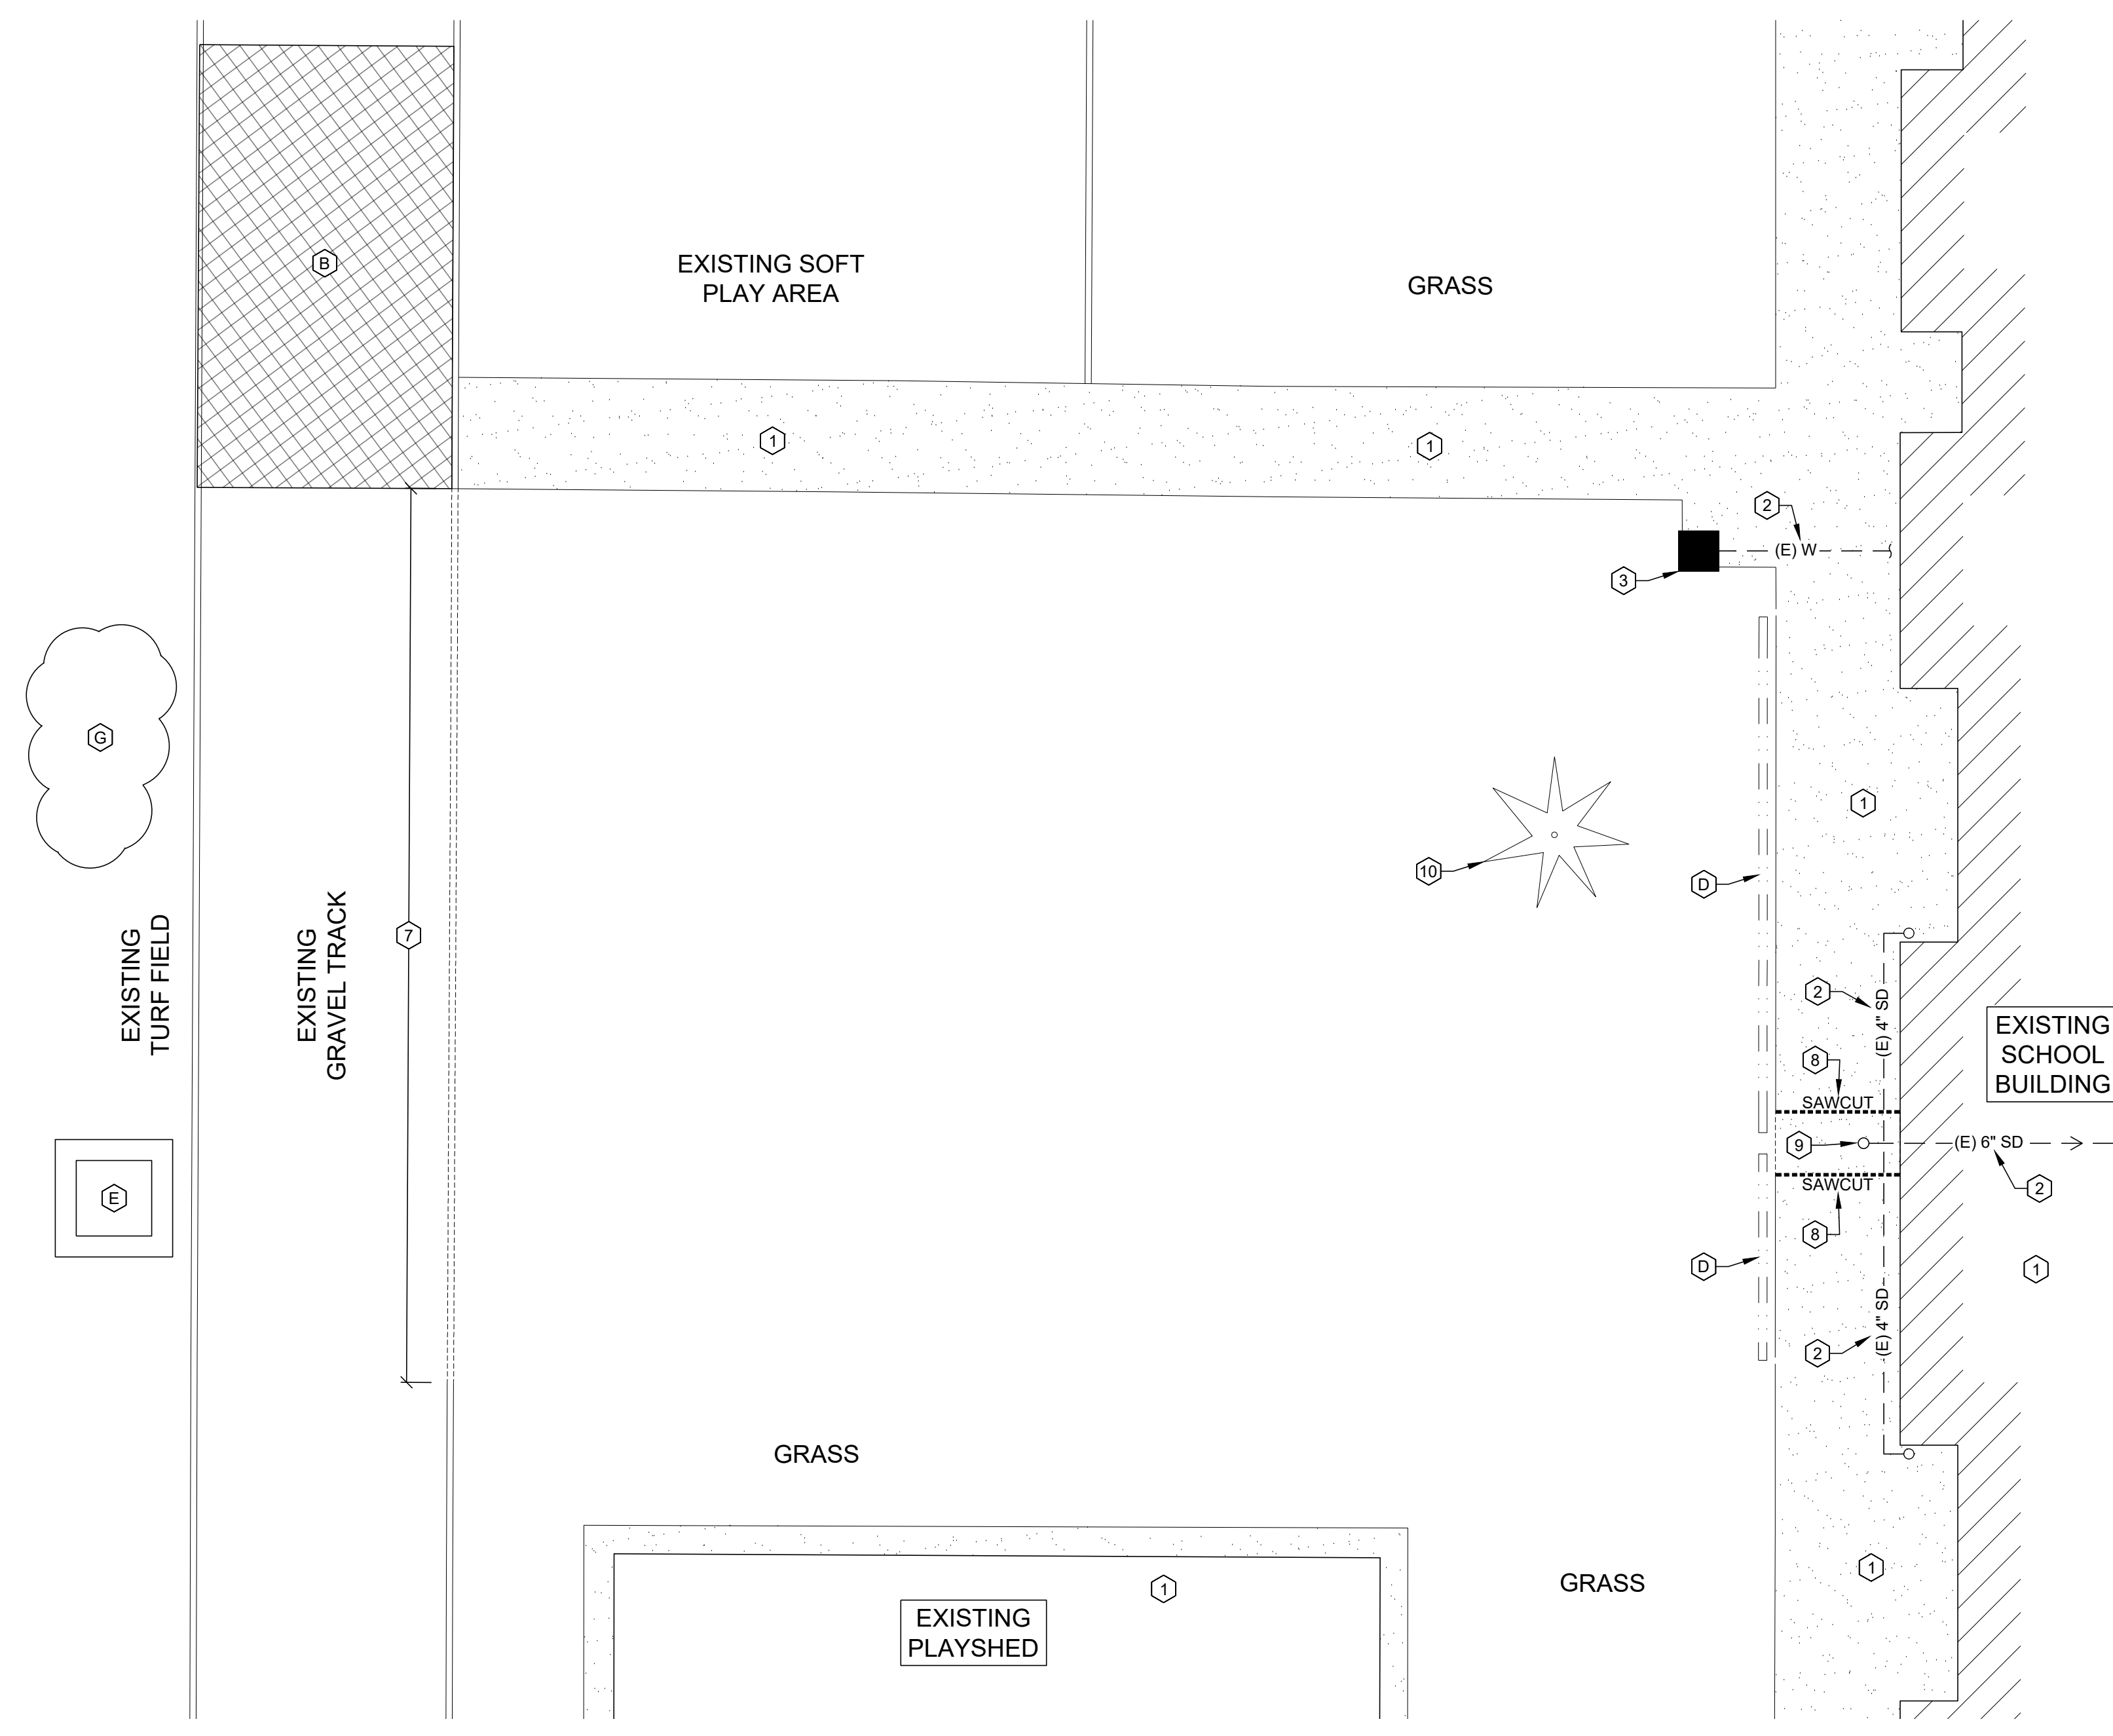 B
EXISTING SOFT
PLAY AREA
GRASS
1
1
2
(E) W
3
G
1
10
D
7
EXISTING
TURF FIELD
EXISTING
GRAVEL TRACK
2
(E) 4" SD
EXISTING
SCHOOL
BUILDING
8
SAWCUT
9
(E) 6" SD
SAWCUT
2
E
8
D
1
(E) 4" SD
2
GRASS
1
GRASS
1
EXISTING
PLAYSHED